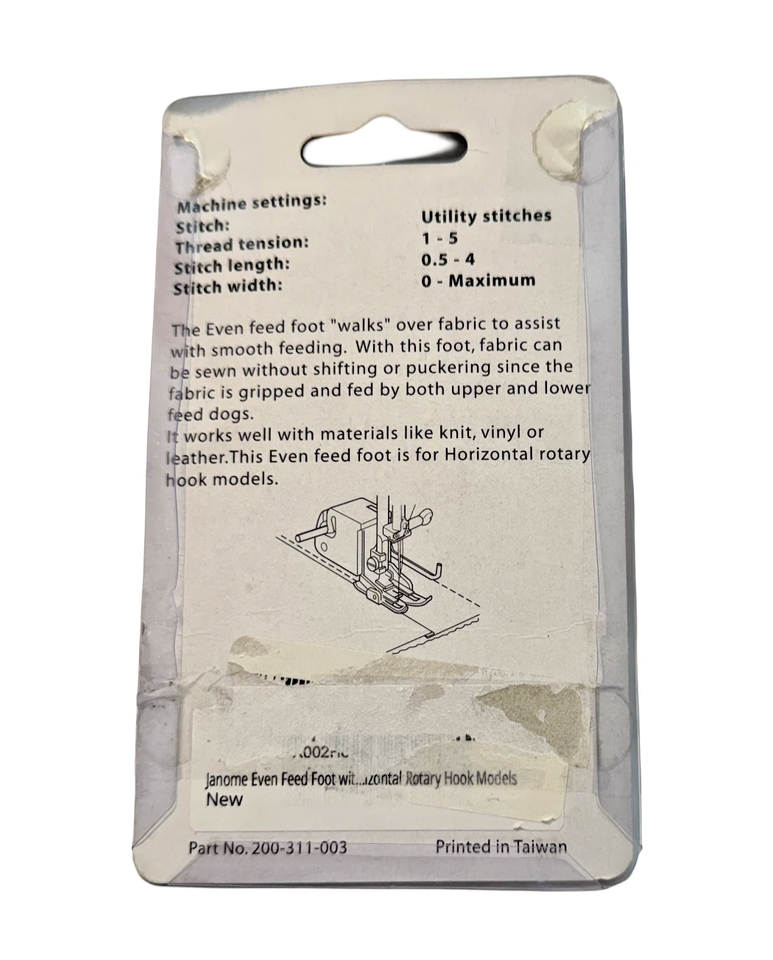 Machine settings:
Stitch: Utility stitches
Thread tension: 1 - 5
Stitch length: 0.5 - 4
Stitch width: 0 - Maximum
The Even feed foot "walks" over fabric to assist
with smooth feeding. With this foot, fabric can
be sewn without shifting or puckering since the
fabric is gripped and fed by both upper and lower
feed dogs.
It works well with materials like knit, vinyl or
leather.This Even feed foot is for Horizontal rotary
hook models.
Janome Even Feed Foot wit...izontal Rotary Hook Models
New
Part No. 200-311-003 Printed in Taiwan